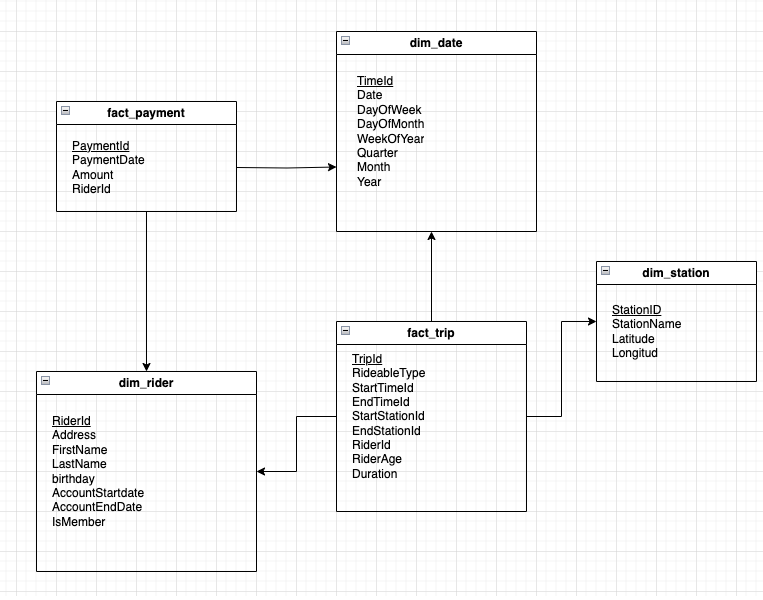 dim_date
TimeId
Date
DayOfWeek
DayOfMonth
WeekOfYear
Quarter
Month
Year
fact_payment
PaymentId
PaymentDate
Amount
RiderId
dim_station
StationID
StationName
Latitude
Longitud
fact_trip
TripId
RideableType
StartTimeId
EndTimeId
StartStationId
EndStationId
RiderId
RiderAge
Duration
dim_rider
RiderId
Address
FirstName
LastName
birthday
AccountStartdate
AccountEndDate
IsMember